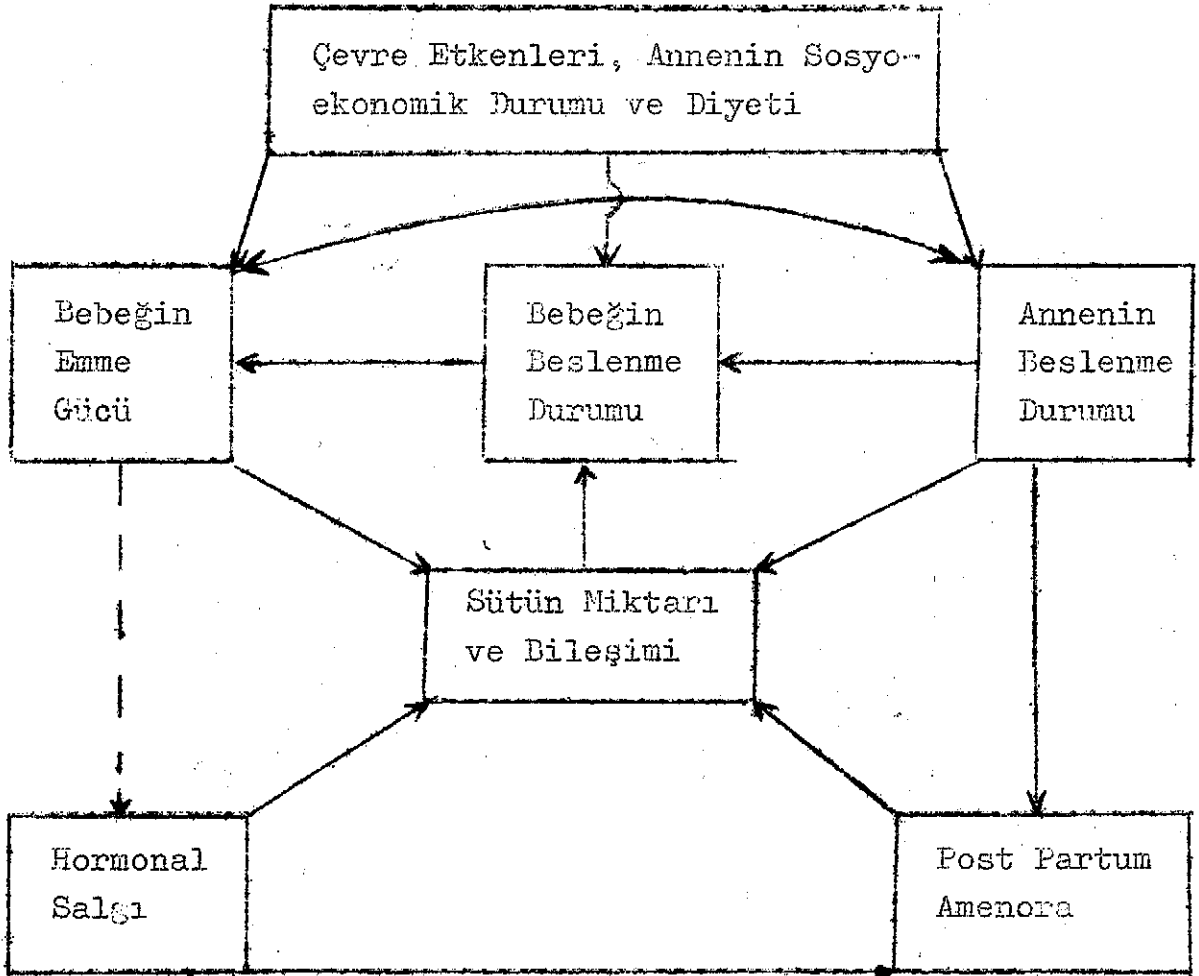 Çevre Etkenleri, Annenin Sosyo-
ekonomik Durumu ve Diyeti
Bebeğin
Emme
Gücü
Bebeğin
Beslenme
Durumu
Annenin
Beslenme
Durumu
Sütün Miktarı
ve Bileşimi
Hormonal
Salgı
Post Partum
Amenora